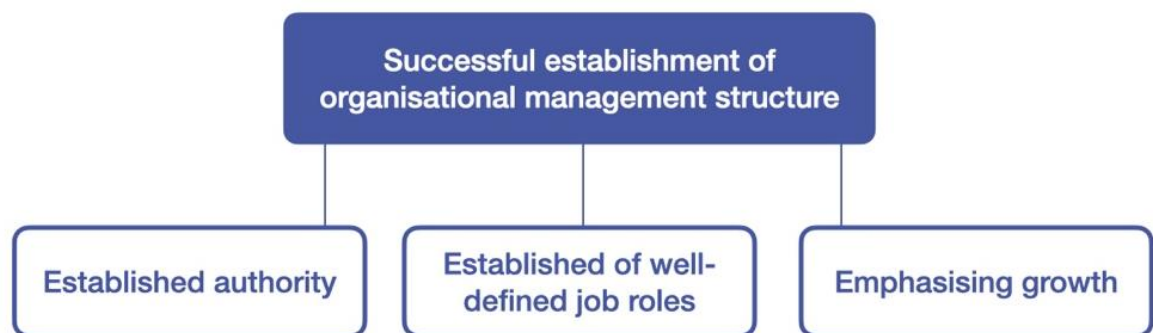 Successful establishment of
organisational management structure
Established authority
Established of well-
defined job roles
Emphasising growth